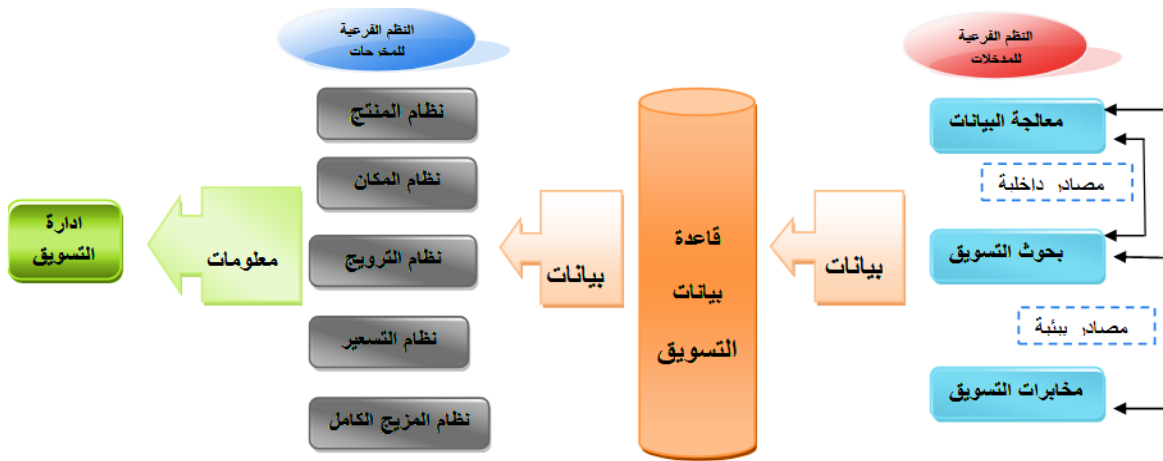 النظم الفرعية
للمدخلات
معالجة البيانات
مصادر داخلية
بحوث التسويق
مصادر بيئية
مخابرات التسويق
بيانات
قاعدة
بيانات
التسويق
بيانات
النظم الفرعية
للمخرجات
نظام المنتج
نظام المكان
نظام الترويج
نظام التسعير
نظام المزيج الكامل
معلومات
ادارة
التسويق